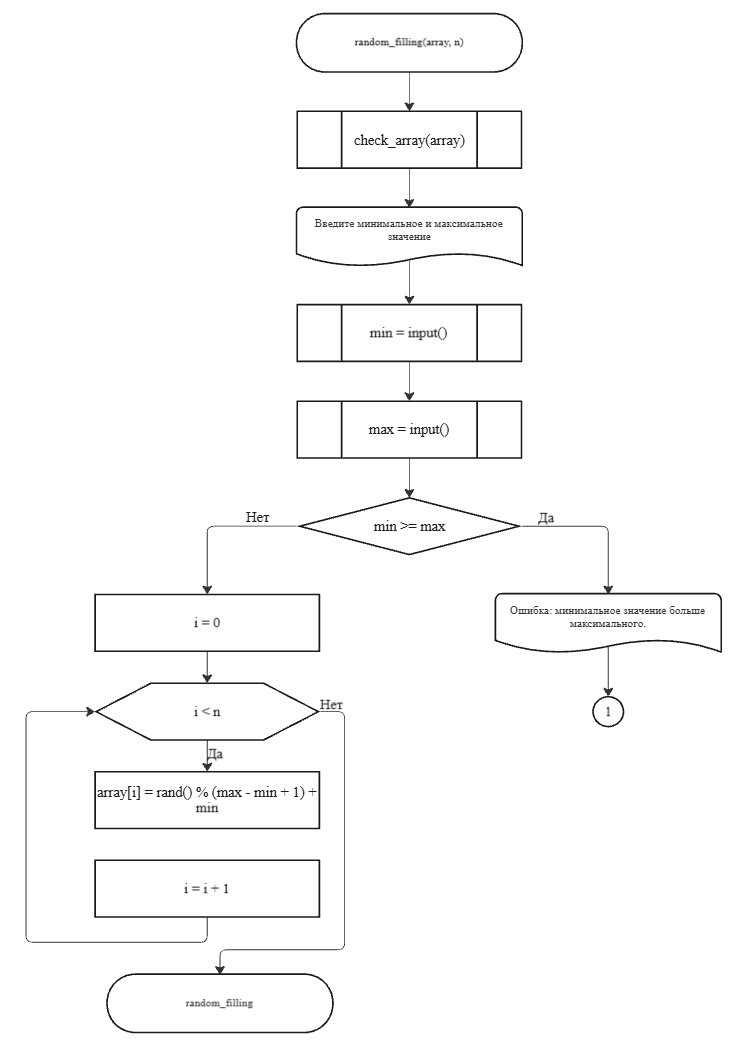 random_filling(array, n)
check_array(array)
Введите минимальное и максимальное
значение
min = input()
max = input()
min >= max
Нет
Да
i = 0
Ошибка: минимальное значение больше
максимального.
i < n
Нет
1
Да
array[i] = rand() % (max - min + 1) +
min
i = i + 1
random_filling